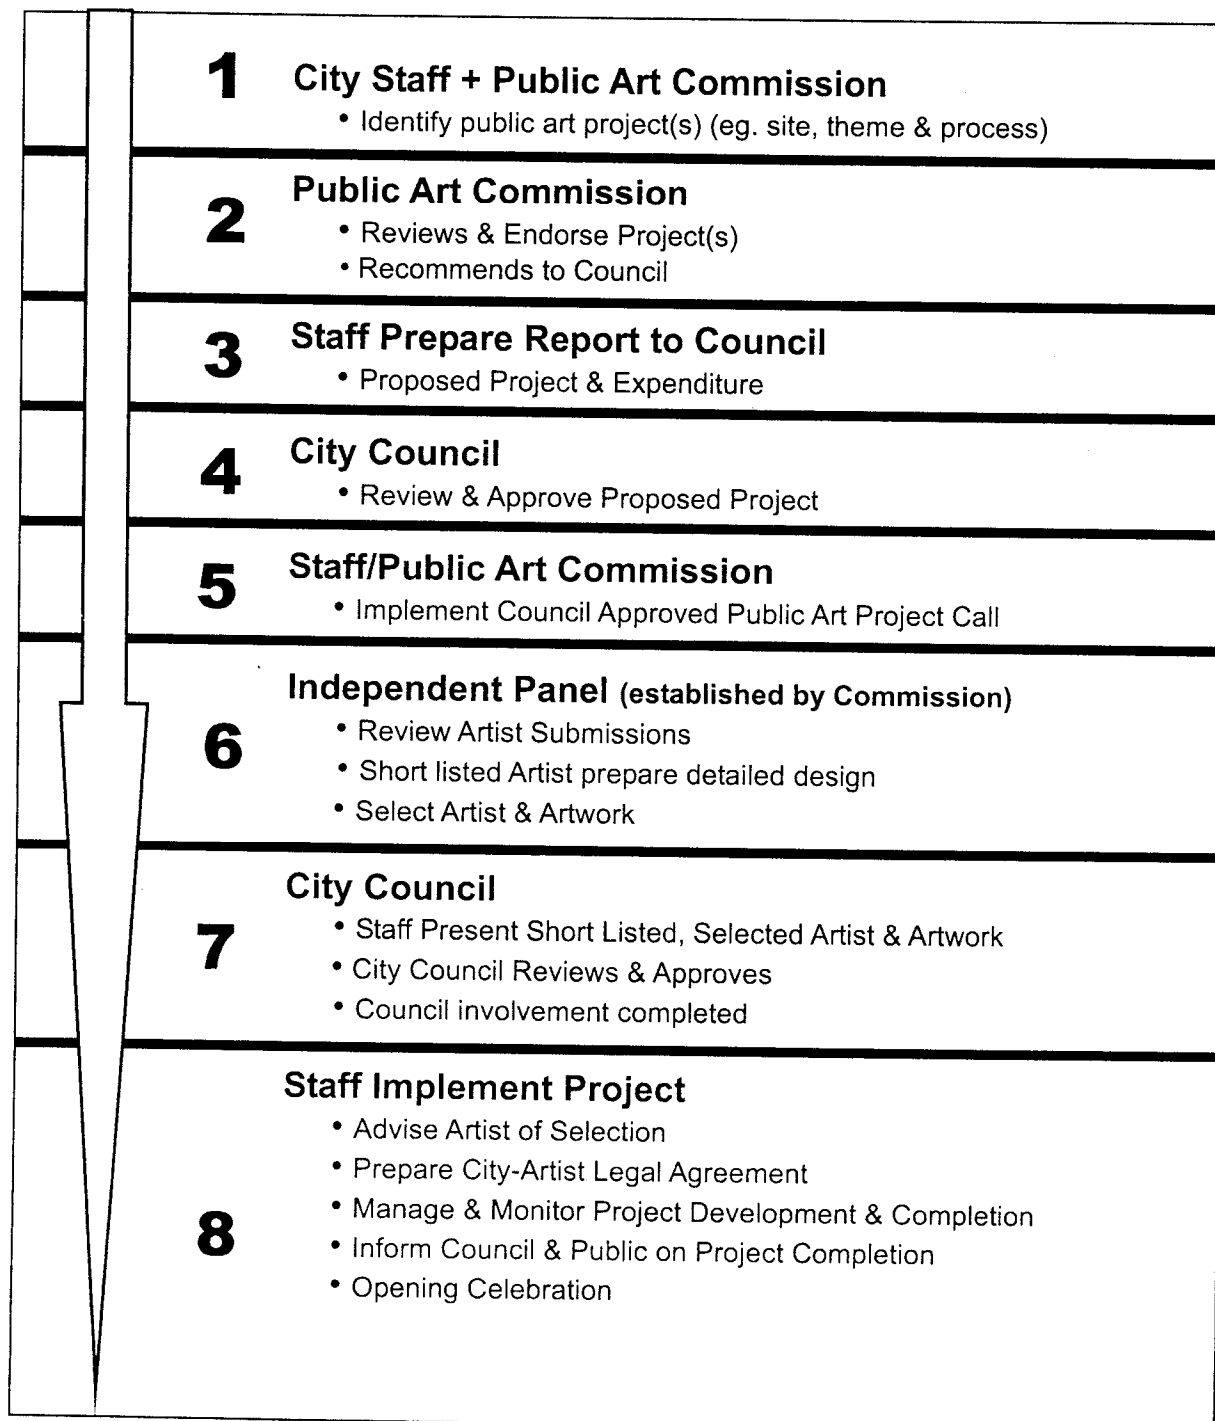 1
City Staff + Public Art Commission
• Identify public art project(s) (eg. site, theme & process)
2
Public Art Commission
• Reviews & Endorse Project(s)
• Recommends to Council
3
Staff Prepare Report to Council
• Proposed Project & Expenditure
4
City Council
• Review & Approve Proposed Project
5
Staff/Public Art Commission
• Implement Council Approved Public Art Project Call
6
Independent Panel (established by Commission)
• Review Artist Submissions
• Short listed Artist prepare detailed design
• Select Artist & Artwork
7
City Council
• Staff Present Short Listed, Selected Artist & Artwork
• City Council Reviews & Approves
• Council involvement completed
8
Staff Implement Project
• Advise Artist of Selection
• Prepare City-Artist Legal Agreement
• Manage & Monitor Project Development & Completion
• Inform Council & Public on Project Completion
• Opening Celebration